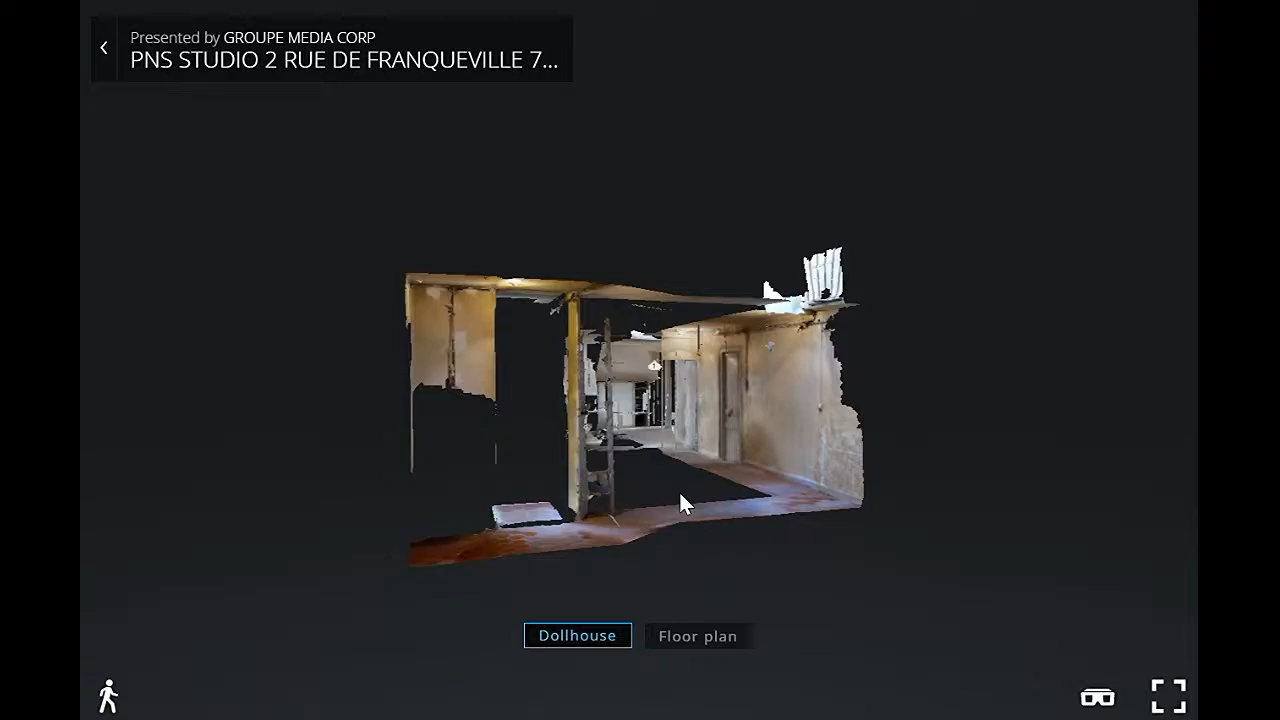 Presented by GROUPE MEDIA CORP
PNS STUDIO 2 RUE DE FRANQUEVILLE 7...
Dollhouse
Floor plan